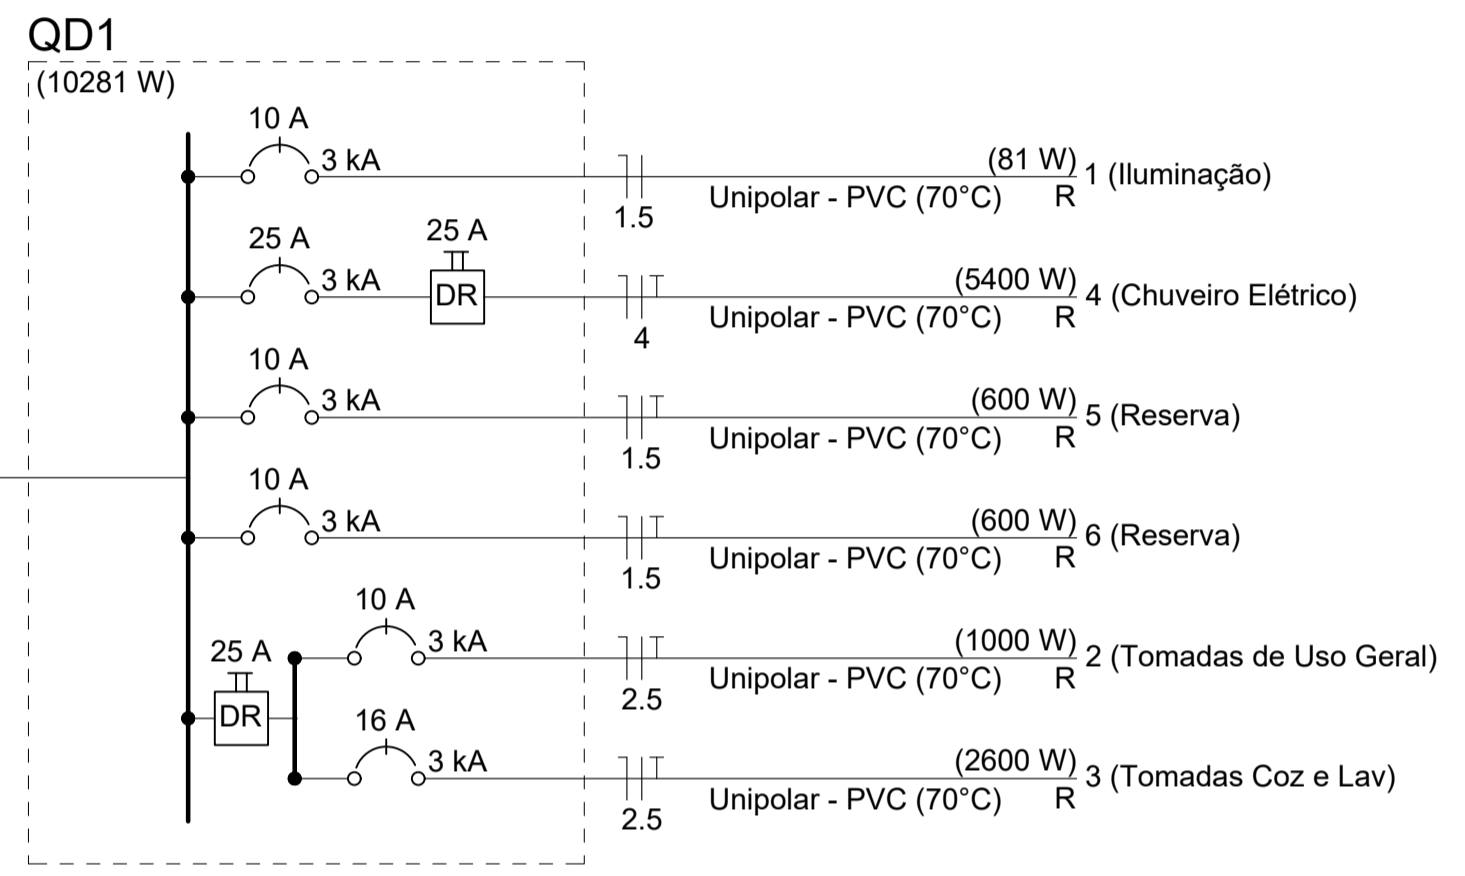 QD1
(10281 W)
10 A
3 kA
1.5
Unipolar - PVC (70°C)
(81 W)
R
1 (Iluminação)
25 A
3 kA
25 A
DR
4
Unipolar - PVC (70°C)
(5400 W)
R
4 (Chuveiro Elétrico)
10 A
3 kA
1.5
Unipolar - PVC (70°C)
(600 W)
R
5 (Reserva)
10 A
3 kA
1.5
Unipolar - PVC (70°C)
(600 W)
R
6 (Reserva)
25 A
DR
10 A
3 kA
2.5
Unipolar - PVC (70°C)
(1000 W)
R
2 (Tomadas de Uso Geral)
16 A
3 kA
2.5
Unipolar - PVC (70°C)
(2600 W)
R
3 (Tomadas Coz e Lav)